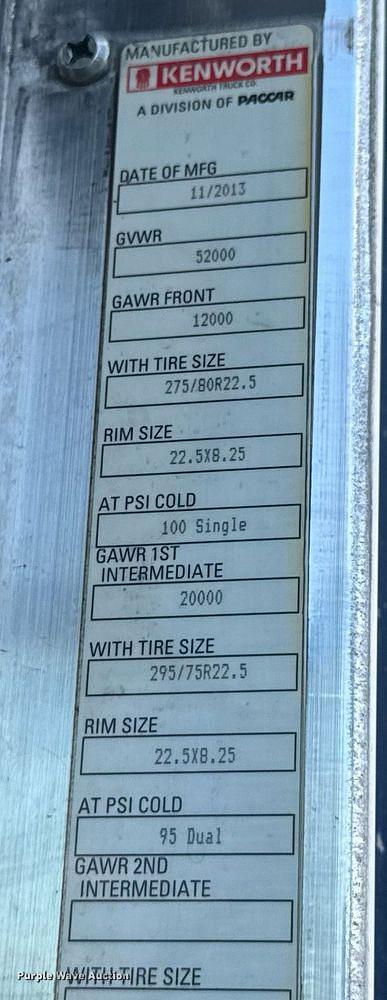 MANUFACTURED BY
KENWORTH
KENWORTH TRUCK CO.
A DIVISION OF PACCAR
DATE OF MFG
11/2013
GVWR
52000
GAWR FRONT
12000
WITH TIRE SIZE
275/80R22.5
RIM SIZE
22.5X8.25
AT PSI COLD
100 Single
GAWR 1ST
INTERMEDIATE
20000
WITH TIRE SIZE
295/75R22.5
RIM SIZE
22.5X8.25
AT PSI COLD
95 Dual
GAWR 2ND
INTERMEDIATE
WITH TIRE SIZE
Purple Wave Auction